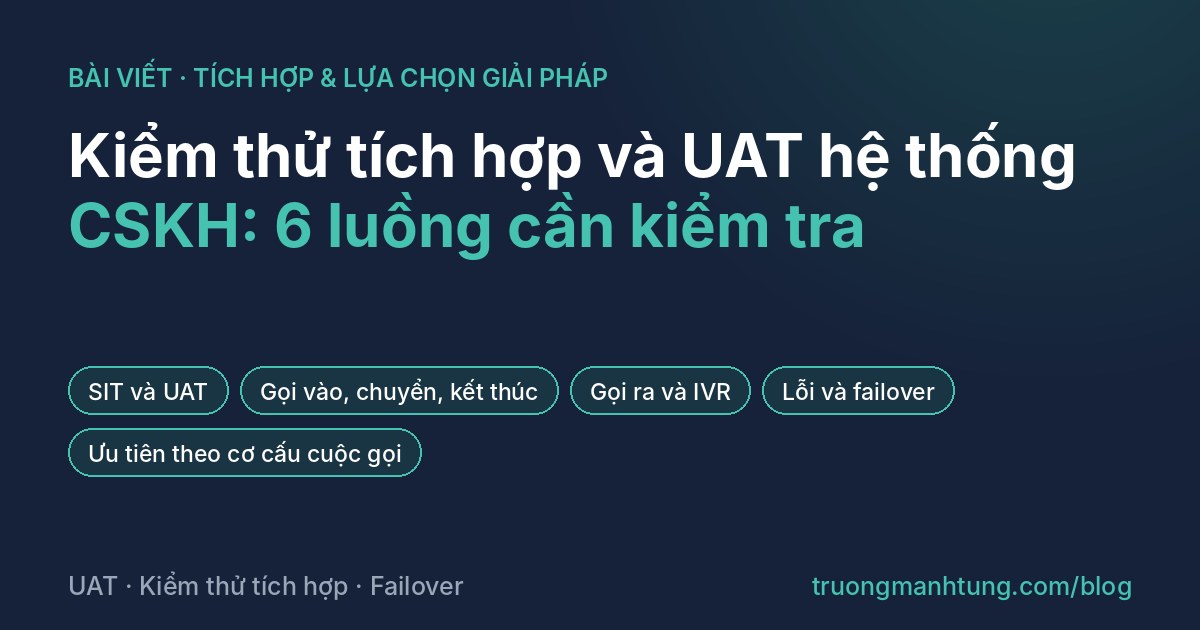 BÀI VIẾT · TÍCH HỢP & LỰA CHỌN GIẢI PHÁP
Kiểm thử tích hợp và UAT hệ thống
CSKH: 6 luồng cần kiểm tra
SIT và UAT
Gọi vào, chuyển, kết thúc
Gọi ra và IVR
Lỗi và failover
Ưu tiên theo cơ cấu cuộc gọi
UAT · Kiểm thử tích hợp · Failover
truongmanhtung.com/blog